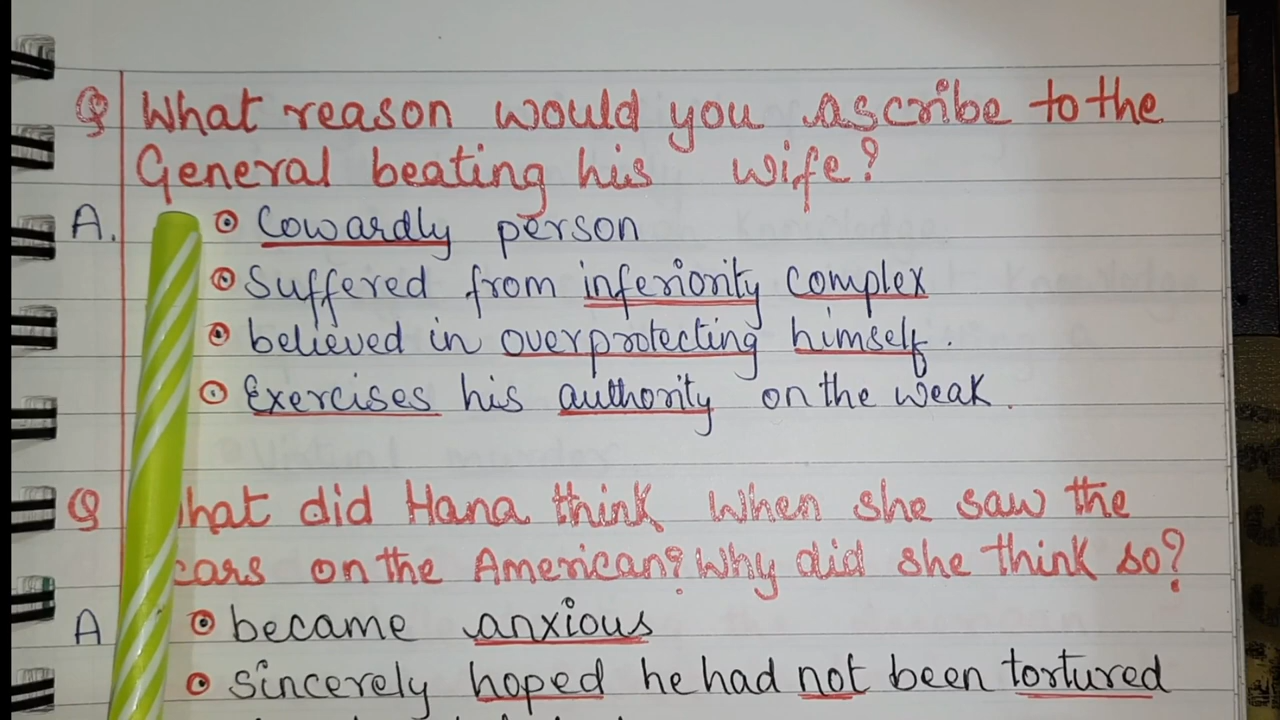 Q What reason would you ascribe to the
General beating his wife?
A. Cowardly person
Suffered from inferiority complex
believed in overprotecting himself.
Exercises his authority on the weak.
Q hat did Hana think when she saw the
cars on the American? Why did she think so?
A became anxious
Sincerely hoped he had not been tortured